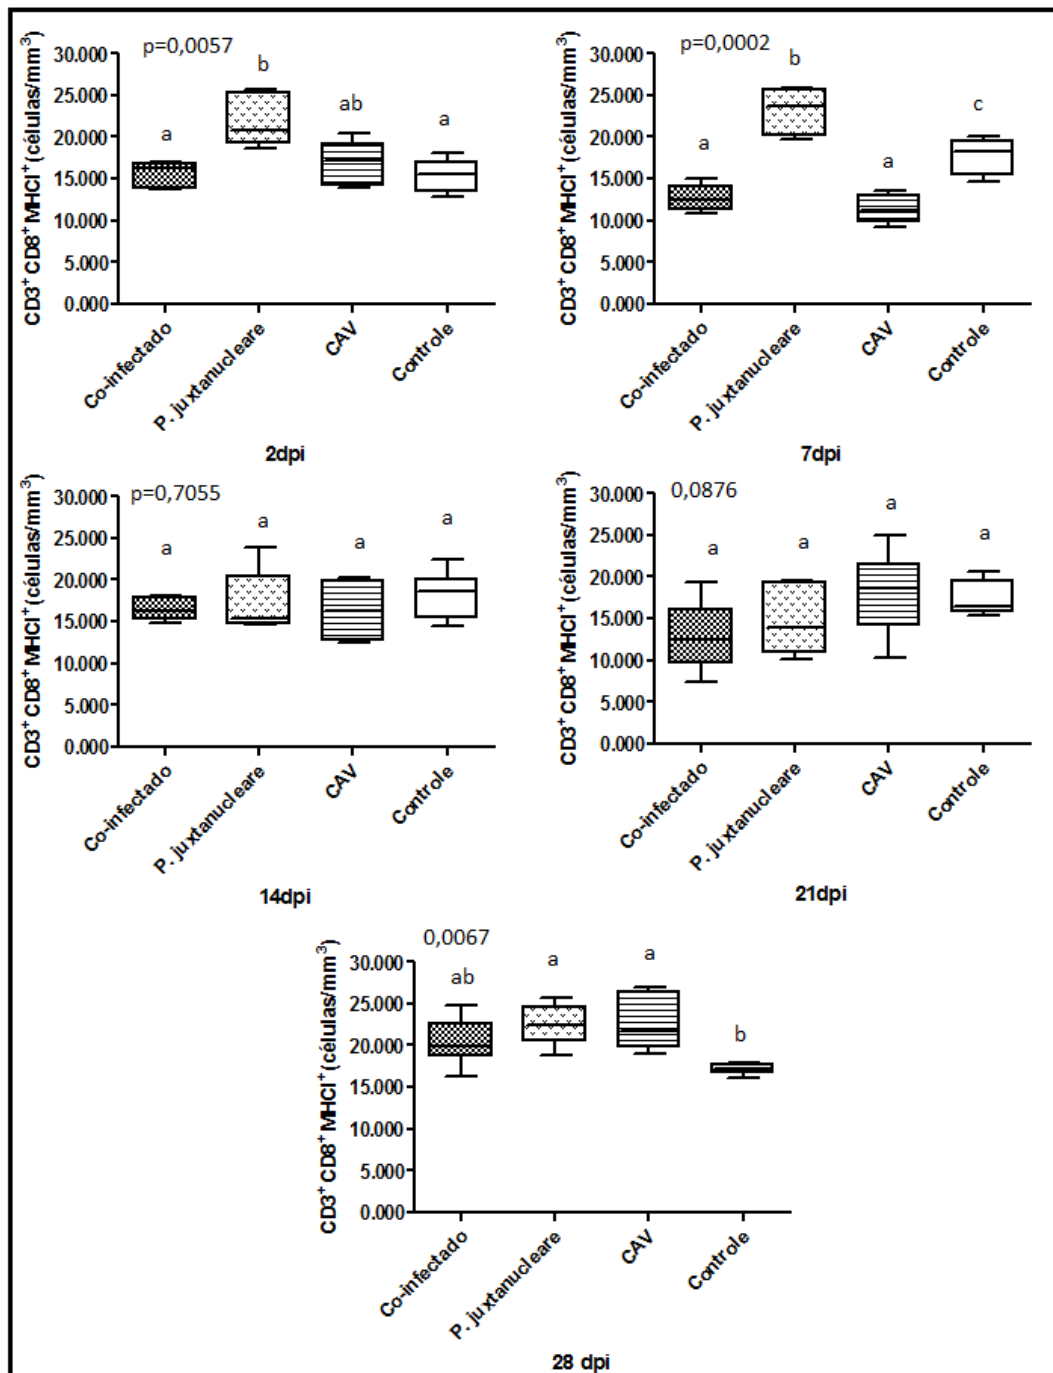 p=0,0057
CD3+ CD8+ MHCI+ (células/mm3)
30.000
25.000
20.000
15.000
10.000
5.000
0.000
a
b
ab
a
Co-infectado
P. juxtanucleare
CAV
Controle
2dpi
p=0,0002
CD3+ CD8+ MHCI+ (células/mm3)
30.000
25.000
20.000
15.000
10.000
5.000
0.000
a
b
a
c
Co-infectado
P. juxtanucleare
CAV
Controle
7dpi
p=0,7055
CD3+ CD8+ MHCI+ (células/mm3)
30.000
25.000
20.000
15.000
10.000
5.000
0.000
a
a
a
a
Co-infectado
P. juxtanucleare
CAV
Controle
14dpi
0,0876
CD3+ CD8+ MHCI+ (células/mm3)
30.000
25.000
20.000
15.000
10.000
5.000
0.000
a
a
a
a
Co-infectado
P. juxtanucleare
CAV
Controle
21dpi
0,0067
CD3+ CD8+ MHCI+ (células/mm3)
30.000
25.000
20.000
15.000
10.000
5.000
0.000
ab
a
a
b
Co-infectado
P. juxtanucleare
CAV
Controle
28 dpi